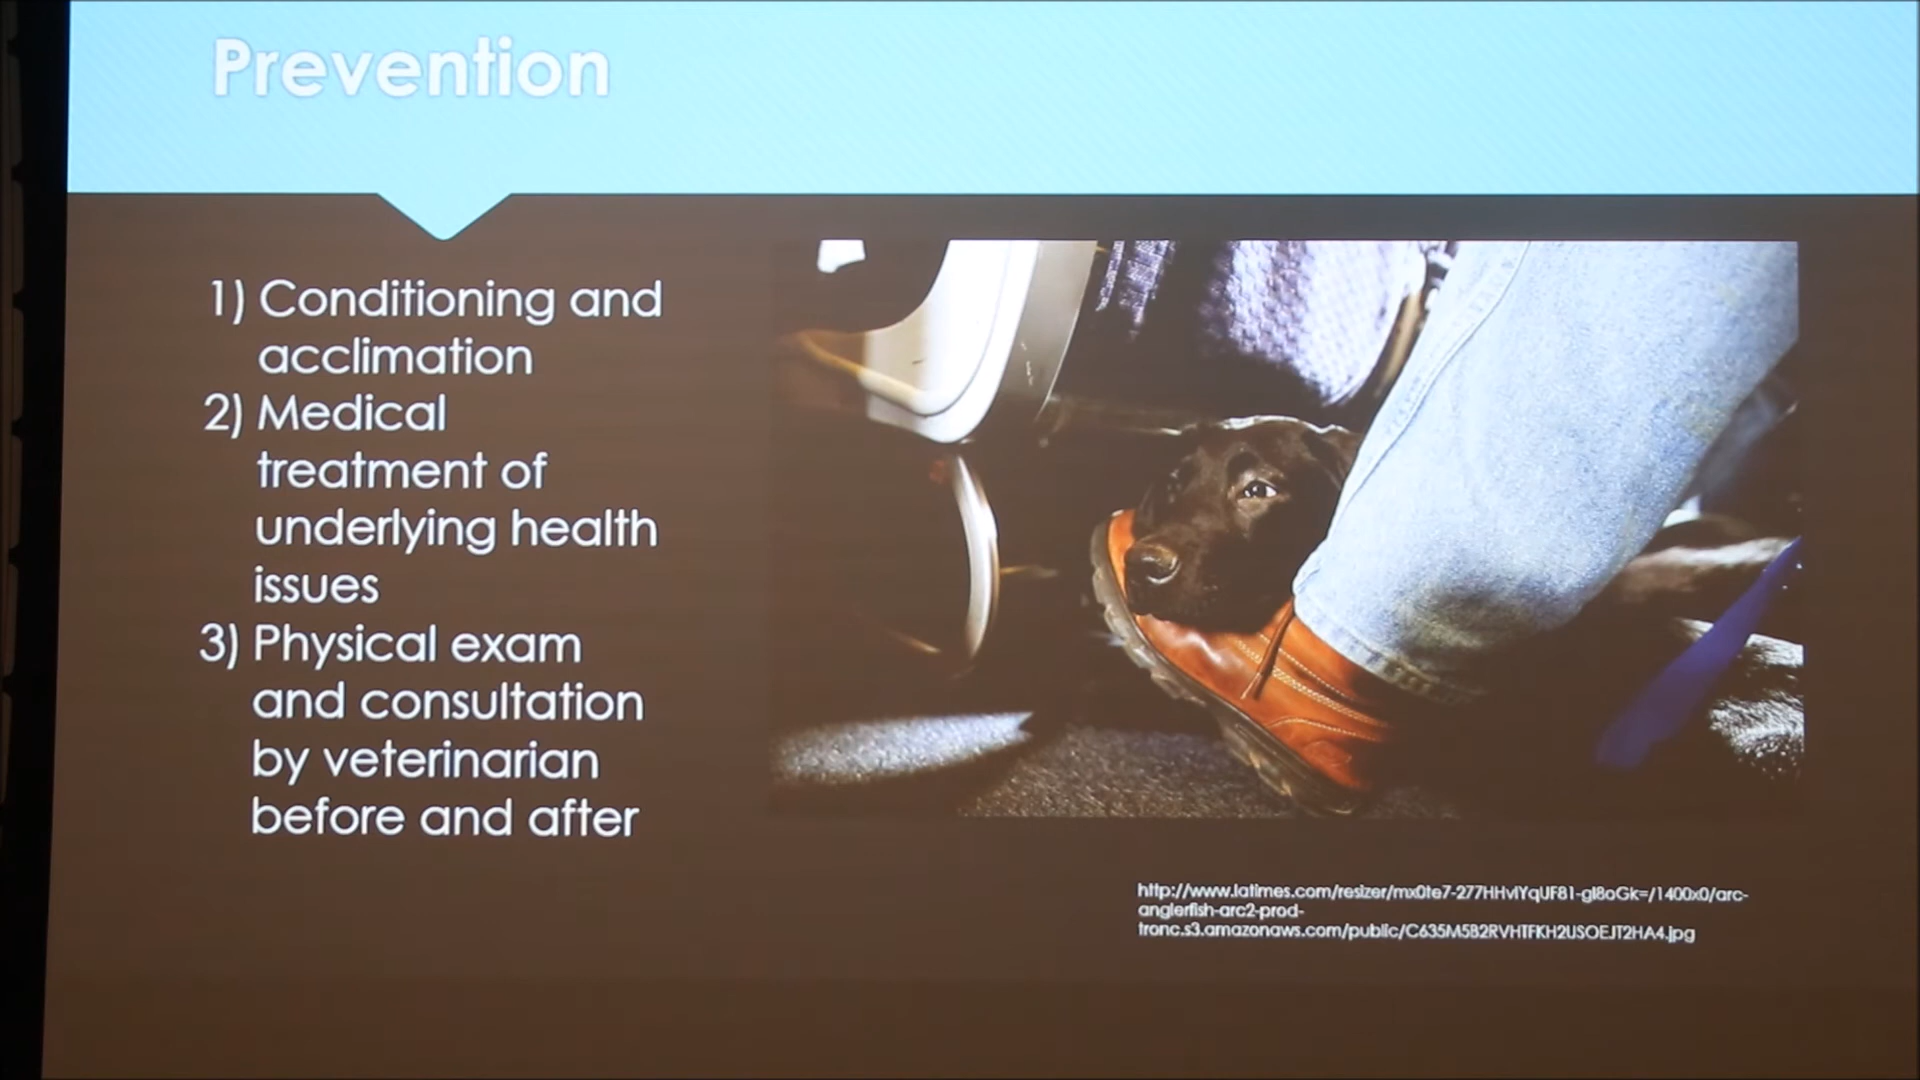 Prevention
1) Conditioning and
acclimation
2) Medical
treatment of
underlying health
issues
3) Physical exam
and consultation
by veterinarian
before and after
http://www.latimes.com/resizer/mx0te7-277HHvlYqUF81-gl8oGk=/1400x0/arc-
anglerfish-arc2-prod-
tronc.s3.amazonaws.com/public/C635M5B2RVHTFKH2USOEJT2HA4.jpg